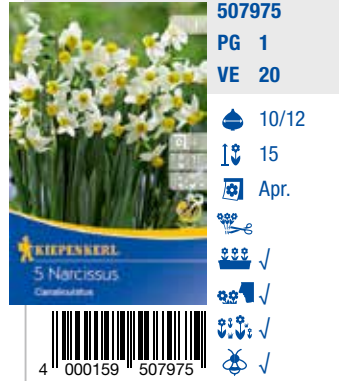 507975
PG 1
VE 20
10/12
15
Apr.
√
√
√
√
KIEPENKERL
5 Narcissus
Canaliculatus
4 000159 507975